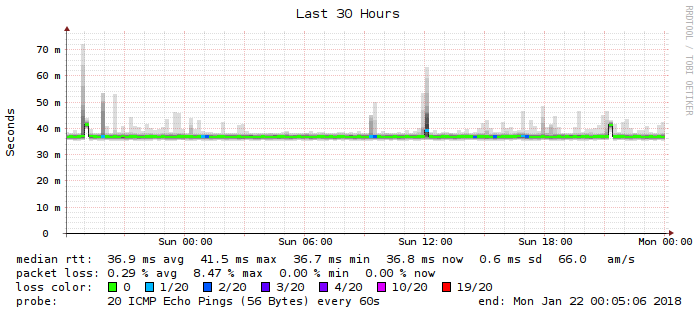 Last 30 Hours
RRDTOOL / TOBI OETIKER
Seconds
70 m
60 m
50 m
40 m
30 m
20 m
10 m
0
Sun 00:00 Sun 06:00 Sun 12:00 Sun 18:00 Mon 00:00
median rtt: 36.9 ms avg 41.5 ms max 36.7 ms min 36.8 ms now 0.6 ms sd 66.0 am/s
packet loss: 0.29 % avg 8.47 % max 0.00 % min 0.00 % now
loss color: 0 1/20 2/20 3/20 4/20 10/20 19/20
probe: 20 ICMP Echo Pings (56 Bytes) every 60s end: Mon Jan 22 00:05:06 2018